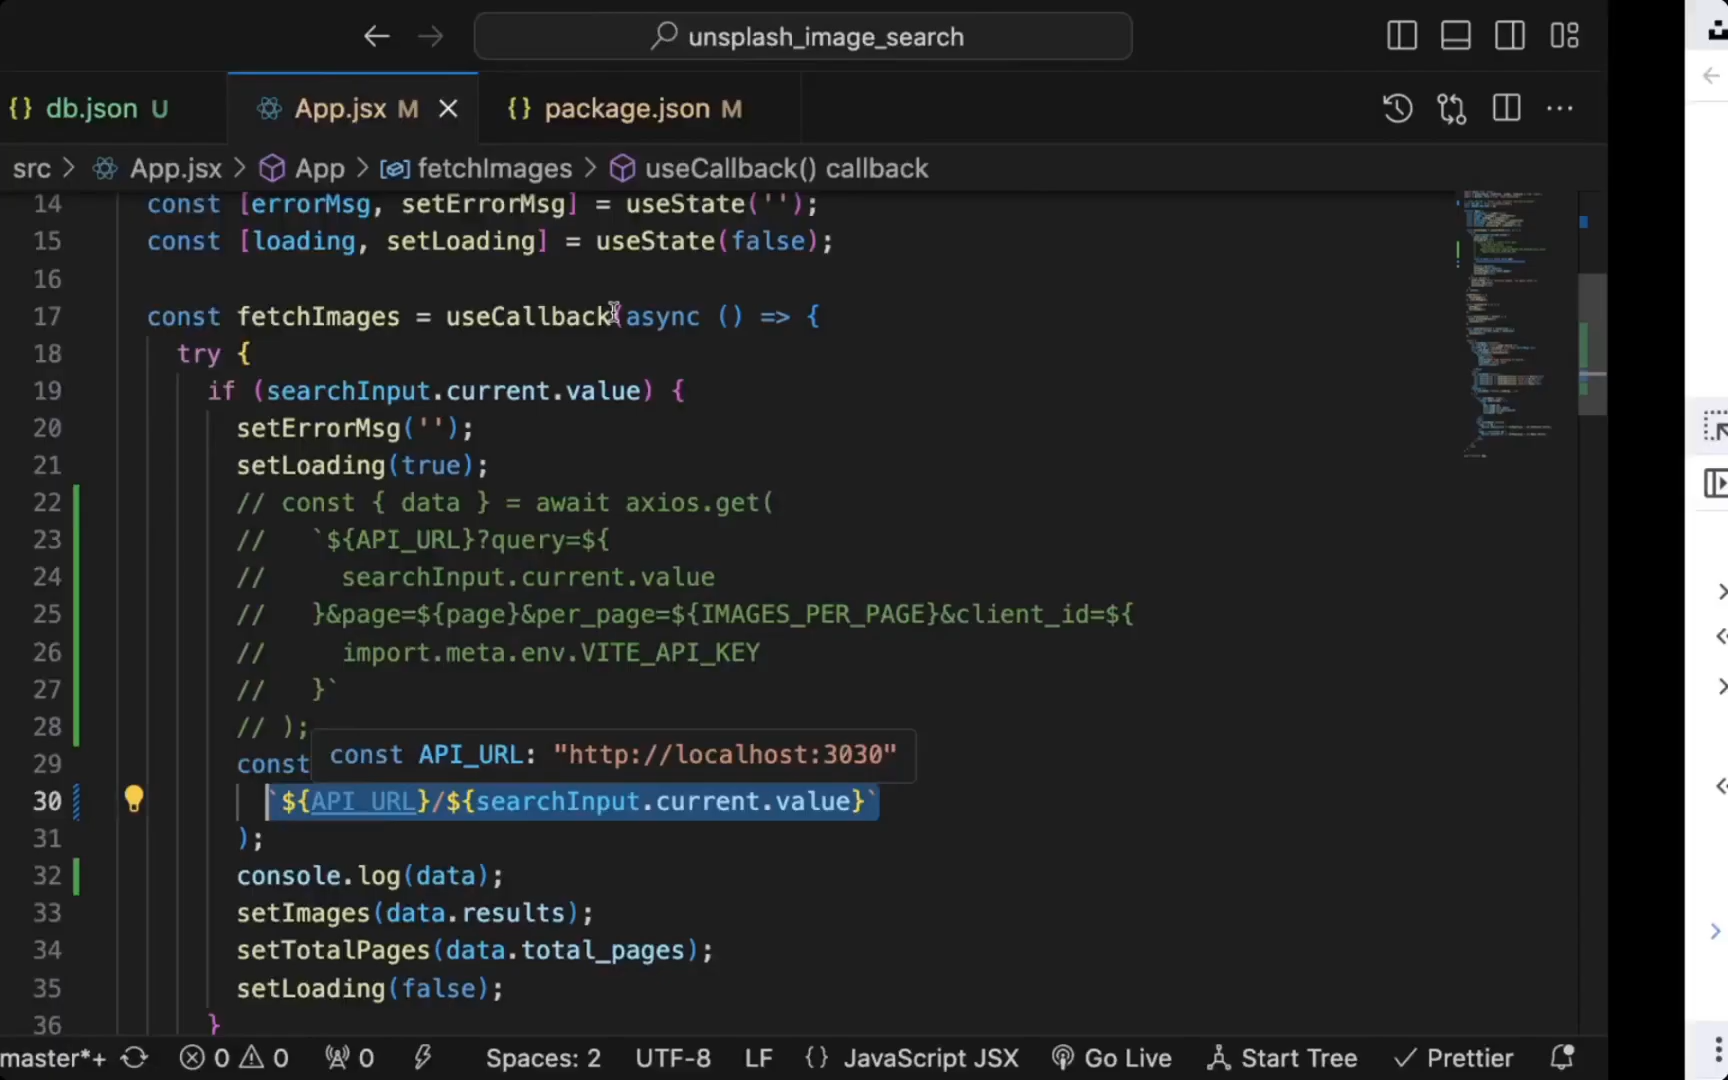 unsplash_image_search
{} db.json U
App.jsx M
{} package.json M
src > App.jsx > App > fetchImages > useCallback() callback
14 const [errorMsg, setErrorMsg] = useState('');
15 const [loading, setLoading] = useState(false);
16
17 const fetchImages = useCallback(async () => {
18 try {
19 if (searchInput.current.value) {
20 setErrorMsg('');
21 setLoading(true);
22 // const { data } = await axios.get(
23 // `${API_URL}?query=${
24 // searchInput.current.value
25 // }&page=${page}&per_page=${IMAGES_PER_PAGE}&client_id=${
26 // import.meta.env.VITE_API_KEY
27 // }`
28 // );
const API_URL: "http://localhost:3030"
29 const
30 `${API_URL}/${searchInput.current.value}`
31 );
32 console.log(data);
33 setImages(data.results);
34 setTotalPages(data.total_pages);
35 setLoading(false);
36 }
master*+ 0 0 0 Spaces: 2 UTF-8 LF {} JavaScript JSX Go Live Start Tree Prettier